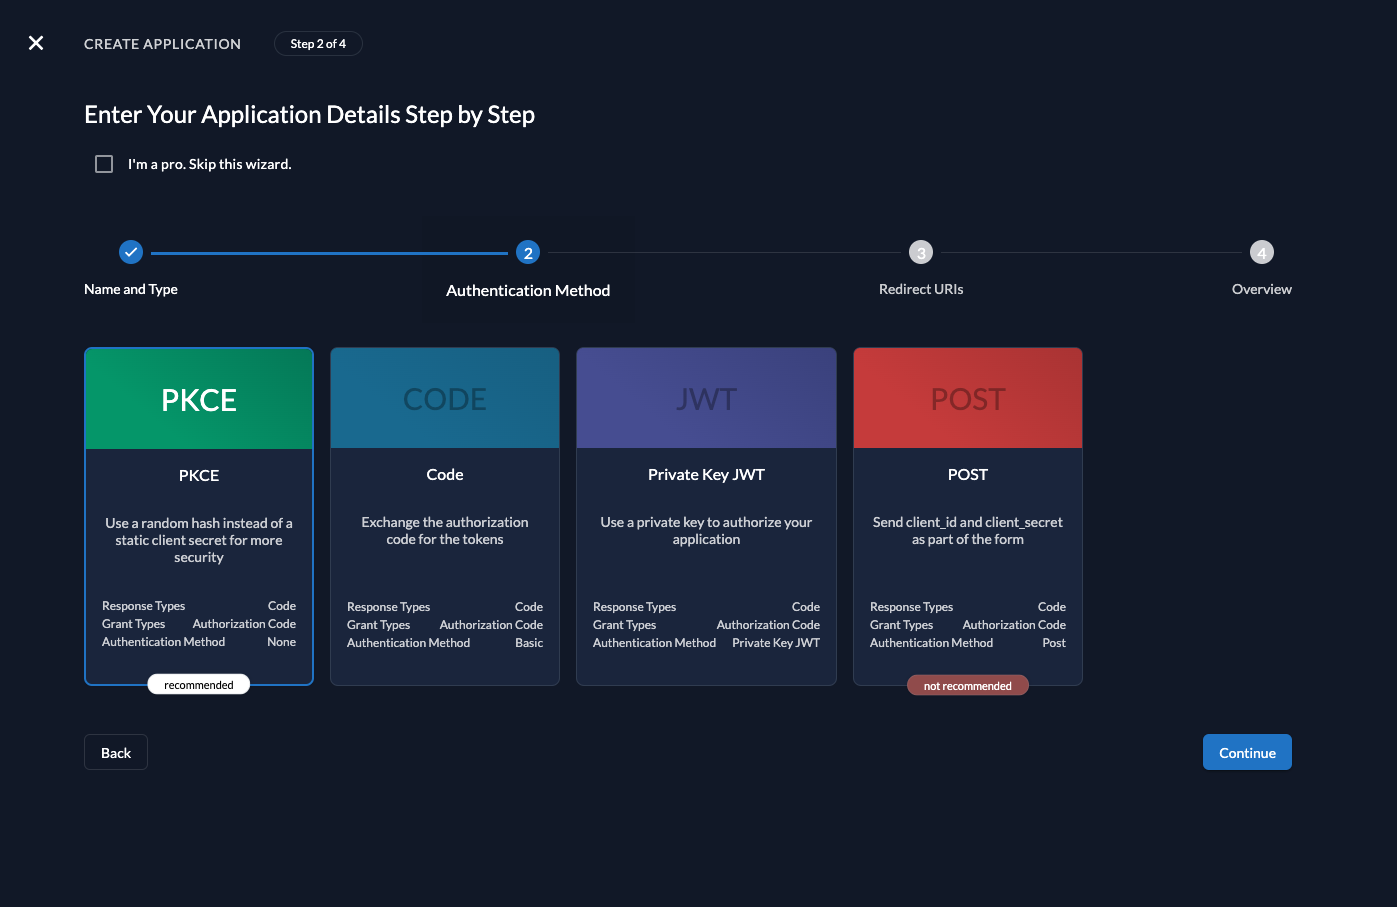 CREATE APPLICATION
Step 2 of 4
Enter Your Application Details Step by Step
I'm a pro. Skip this wizard.
2
3
4
Name and Type
Authentication Method
Redirect URIs
Overview
PKCE
PKCE
Use a random hash instead of a
static client secret for more
security
Response Types Code
Grant Types Authorization Code
Authentication Method None
recommended
CODE
Code
Exchange the authorization
code for the tokens
Response Types Code
Grant Types Authorization Code
Authentication Method Basic
JWT
Private Key JWT
Use a private key to authorize your
application
Response Types Code
Grant Types Authorization Code
Authentication Method Private Key JWT
POST
POST
Send client_id and client_secret
as part of the form
Response Types Code
Grant Types Authorization Code
Authentication Method Post
not recommended
Back
Continue